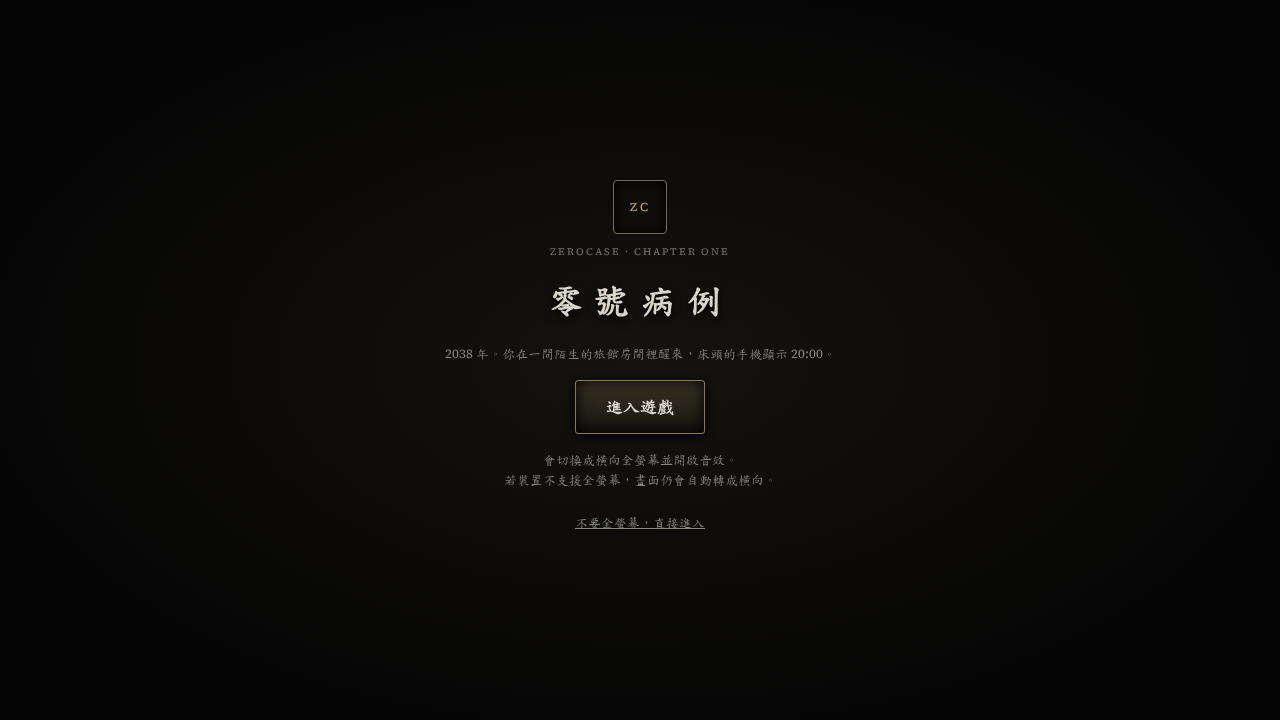 ZC
ZEROCASE · CHAPTER ONE
零號病例
2038 年。你在一間陌生的旅館房間裡醒來，床頭的手機顯示 20:00。
進入遊戲
會切換成橫向全螢幕並開啟音效。
若裝置不支援全螢幕，畫面仍會自動轉成橫向。
不要全螢幕，直接進入